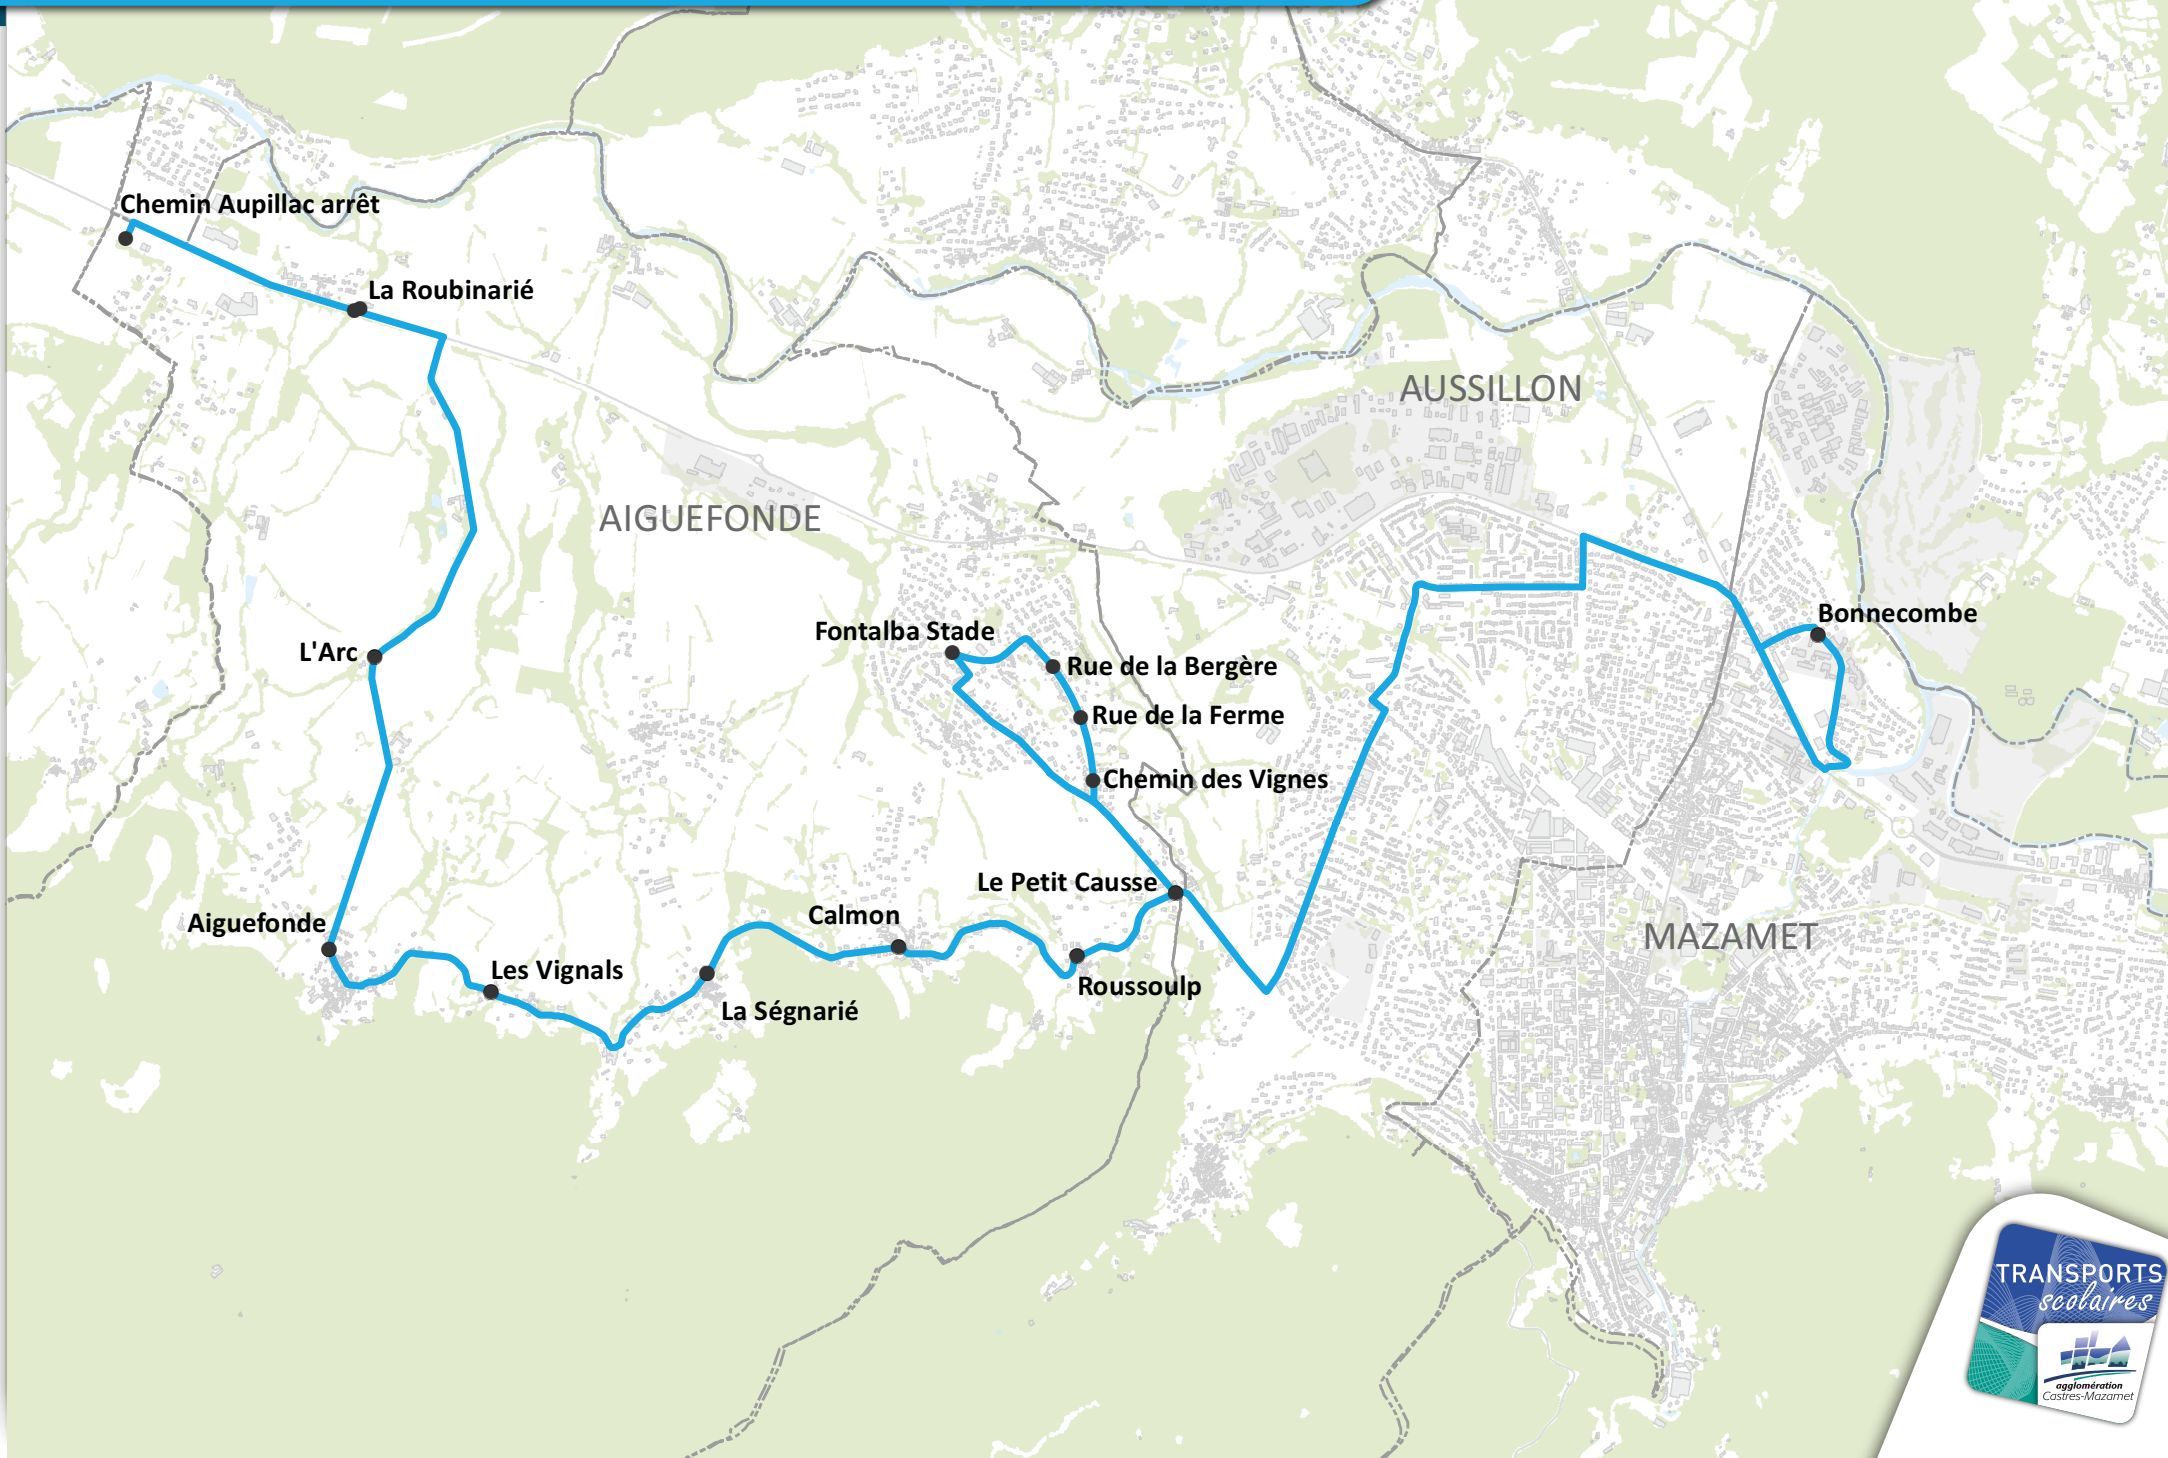 Chemin Aupillac arrêt
La Roubinarié
AUSSILLON
AIGUEFONDE
Bonnecombe
Fontalba Stade
L'Arc
Rue de la Bergère
Rue de la Ferme
Chemin des Vignes
Le Petit Causse
Calmon
Aiguefonde
MAZAMET
Les Vignals
Roussoulp
La Ségnarié
TRANSPORTS
scolaires
agglomération
Castres-Mazamet